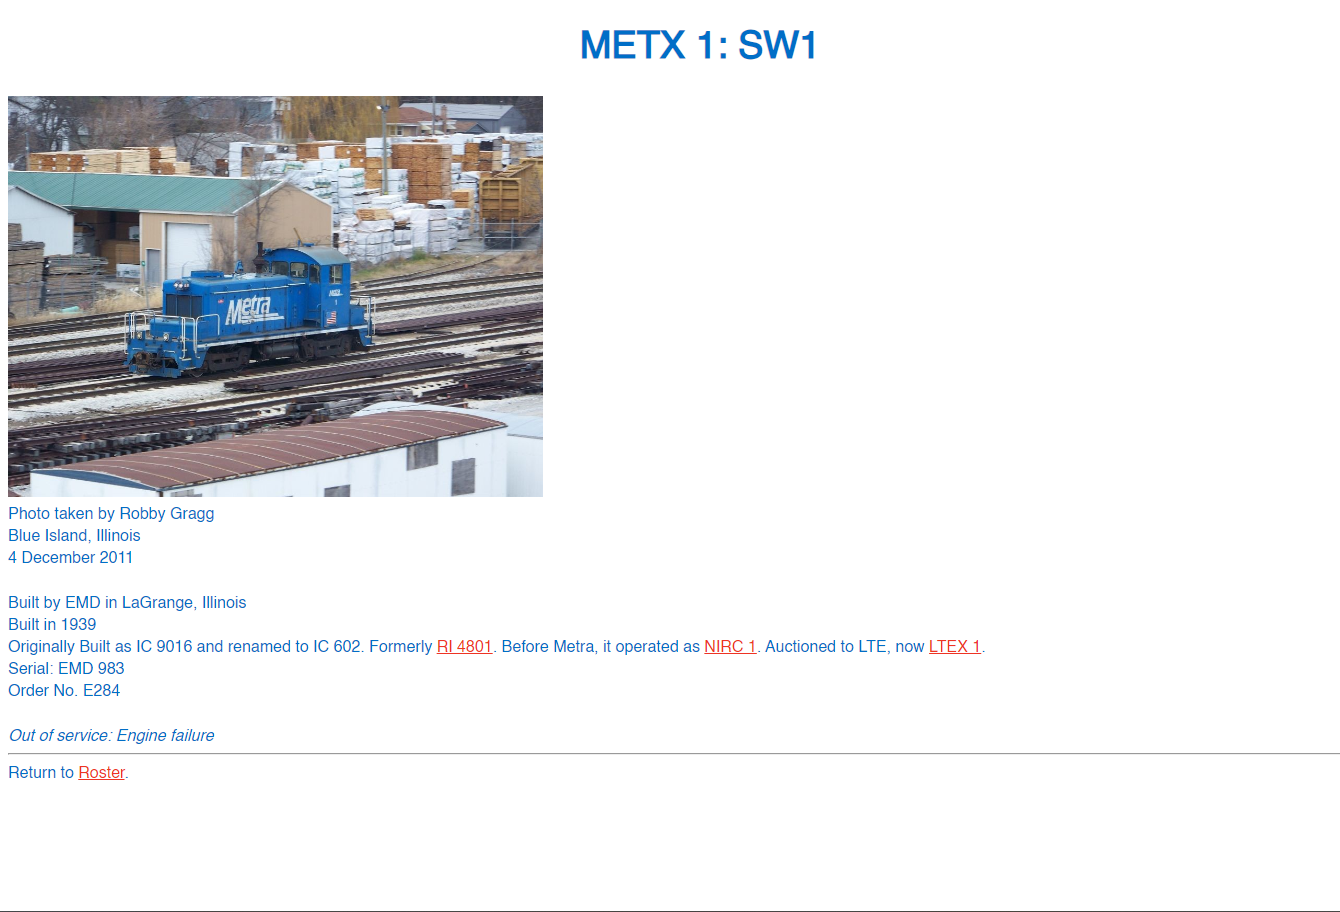 METX 1: SW1
Metra
Photo taken by Robby Gragg
Blue Island, Illinois
4 December 2011
Built by EMD in LaGrange, Illinois
Built in 1939
Originally Built as IC 9016 and renamed to IC 602. Formerly RI 4801. Before Metra, it operated as NIRC 1. Auctioned to LTE, now LTEX 1.
Serial: EMD 983
Order No. E284
Out of service: Engine failure
Return to Roster.